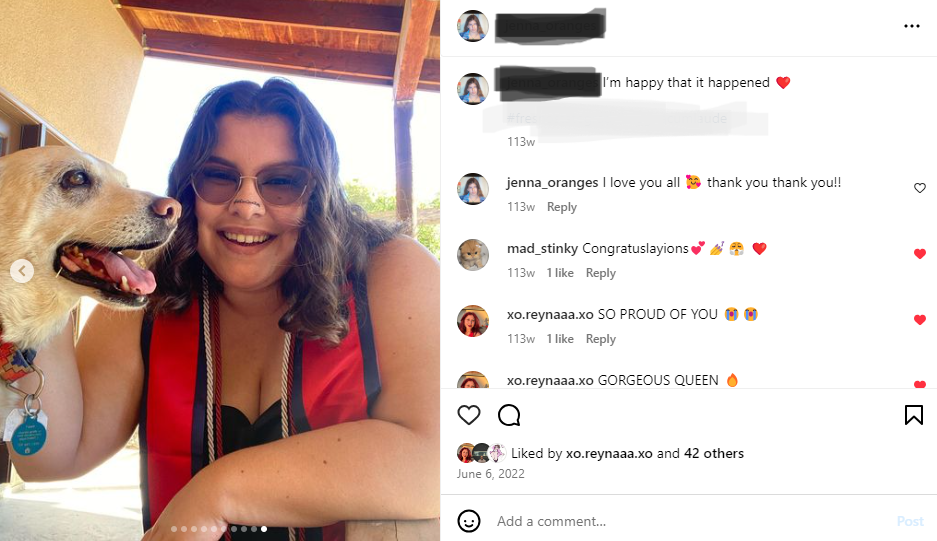 I'm happy that it happened ❤️
113w
jenna_oranges I love you all 🥰 thank you thank you!!
113w Reply
mad_stinky Congratuslayions💕 💅 😤 ❤️
113w 1 like Reply
xo.reynaaa.xo SO PROUD OF YOU 😭 😭
113w 1 like Reply
xo.reynaaa.xo GORGEOUS QUEEN 🔥
Liked by xo.reynaaa.xo and 42 others
June 6, 2022
Add a comment...
Post